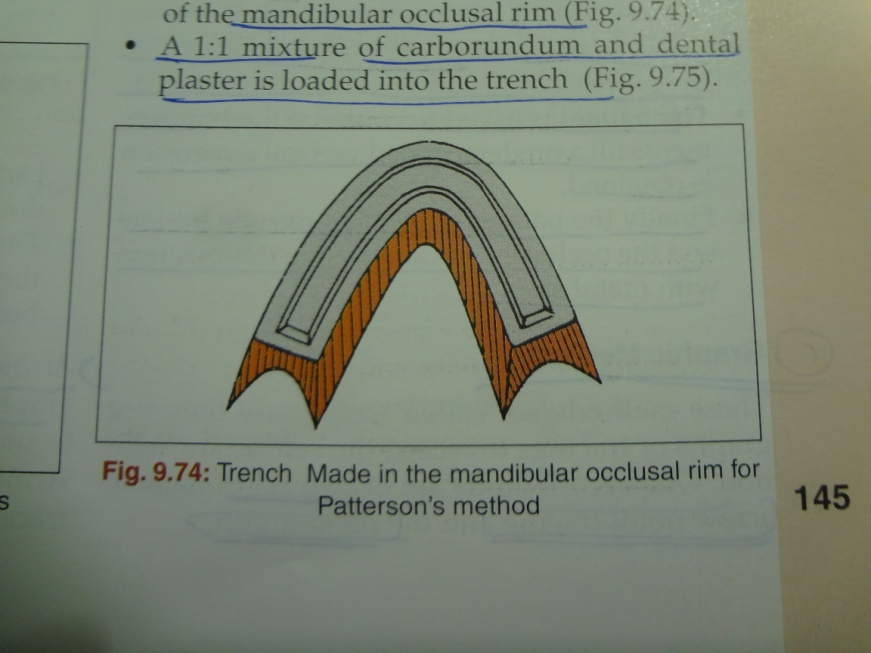 of the mandibular occlusal rim (Fig. 9.74).
• A 1:1 mixture of carborundum and dental
plaster is loaded into the trench (Fig. 9.75).
Fig. 9.74: Trench Made in the mandibular occlusal rim for
Patterson's method
145
s